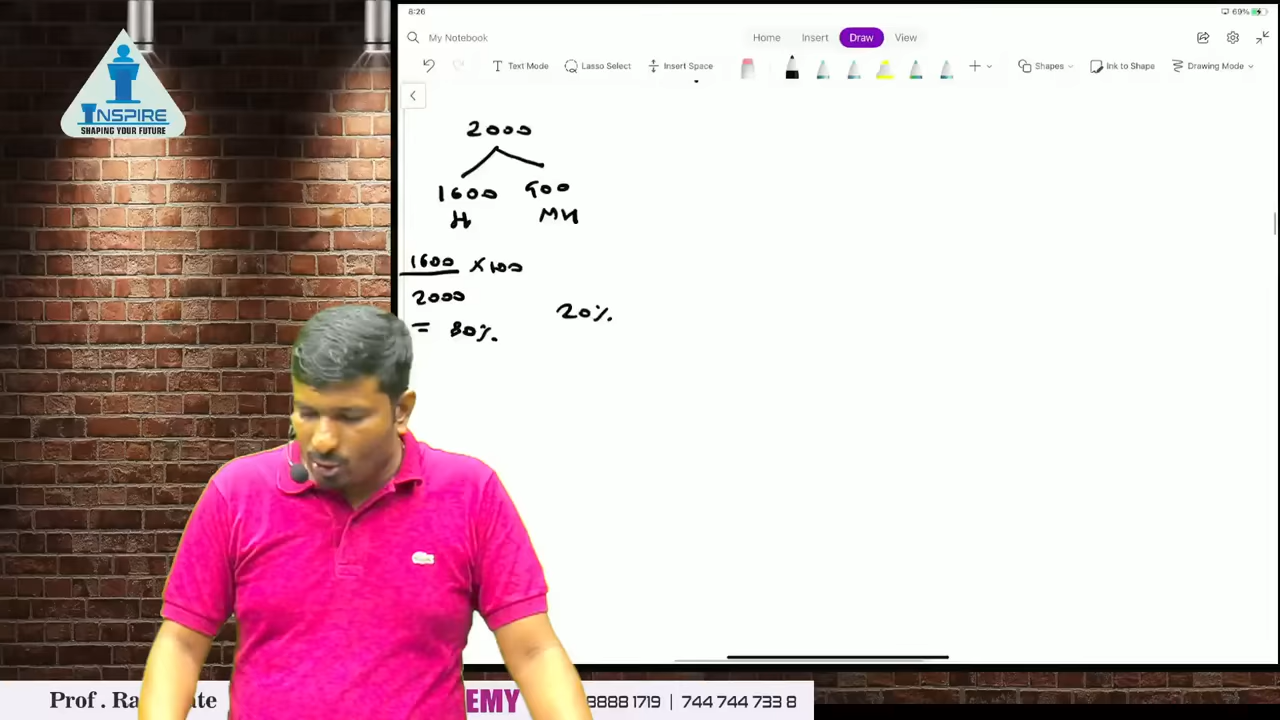 8:26
69%
INSPIRE
SHAPING YOUR FUTURE
My Notebook
Home Insert Draw View
Text Mode Lasso Select Insert Space Shapes Ink to Shape Drawing Mode
2000
1600 400
H MH
1600 × 100
2000
= 80%
20%
Prof . Ra ate EMY 8888 1719 | 744 744 733 8